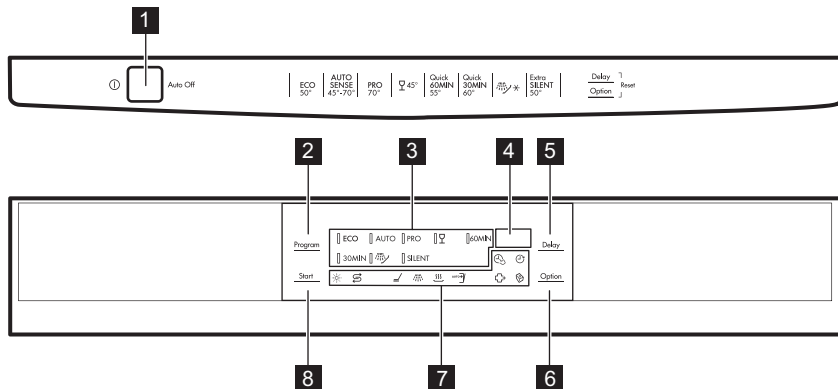 1
Auto Off
ECO 50°
AUTO SENSE 45°-70°
PRO 70°
45°
Quick 60MIN 55°
Quick 30MIN 60°
Extra SILENT 50°
Delay
Option
Reset
2 3 4 5
Program
ECO AUTO PRO 60MIN
Delay
30MIN SILENT
Start
Option
8 7 6